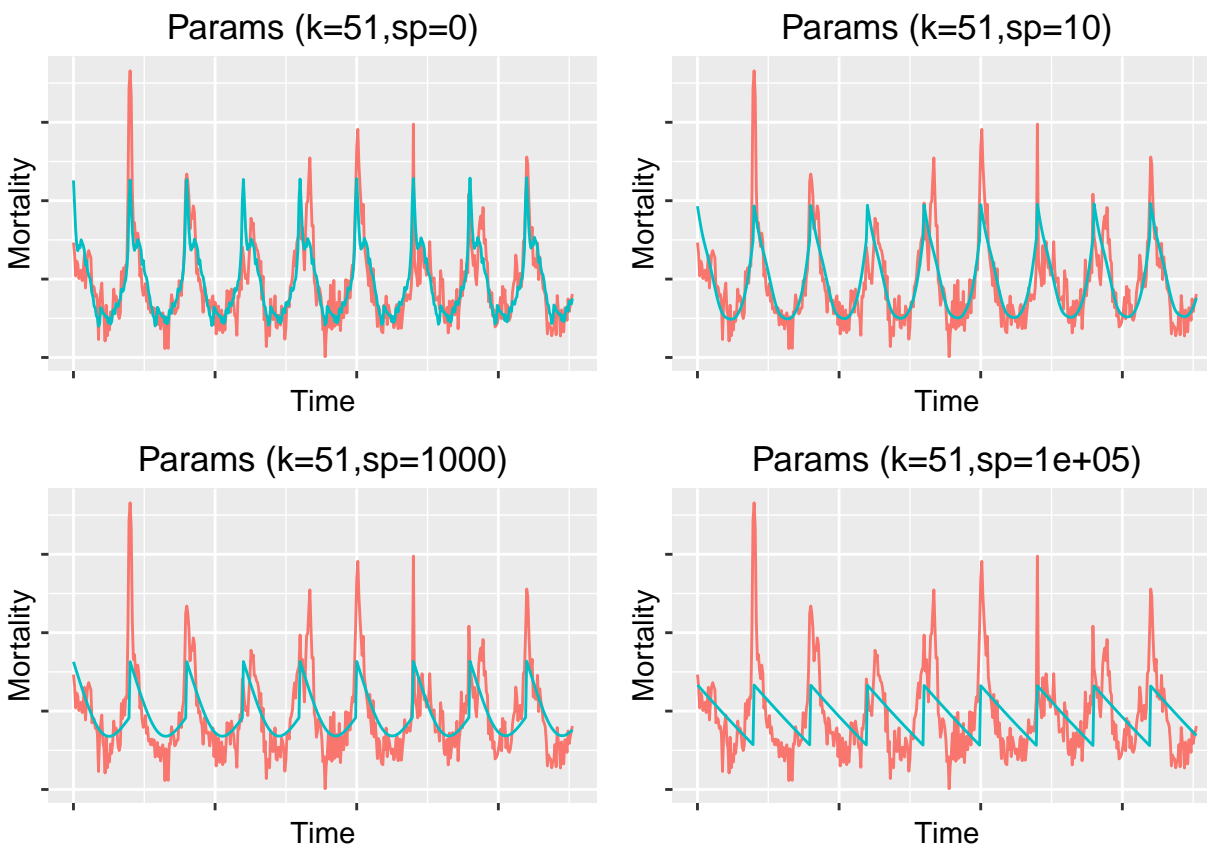 Params (k=51,sp=0)
Mortality
Time
Params (k=51,sp=10)
Mortality
Time
Params (k=51,sp=1000)
Mortality
Time
Params (k=51,sp=1e+05)
Mortality
Time